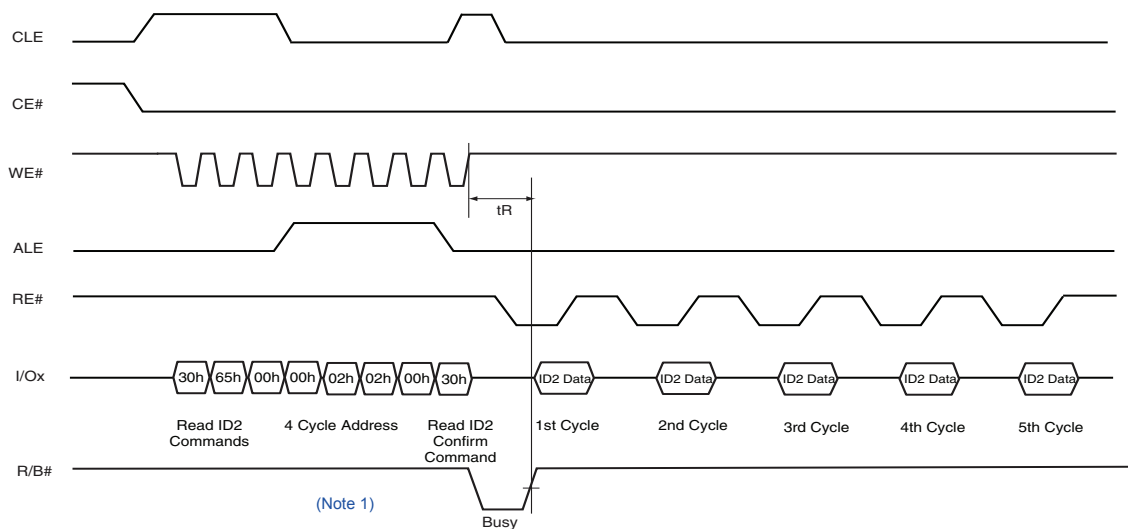 CLE
CE#
WE#
tR
ALE
RE#
I/Ox
30h 65h 00h 00h 02h 02h 00h 30h ID2 Data ID2 Data ID2 Data ID2 Data ID2 Data
Read ID2
Commands
4 Cycle Address
Read ID2
Confirm
Command
1st Cycle
2nd Cycle
3rd Cycle
4th Cycle
5th Cycle
R/B#
(Note 1)
Busy